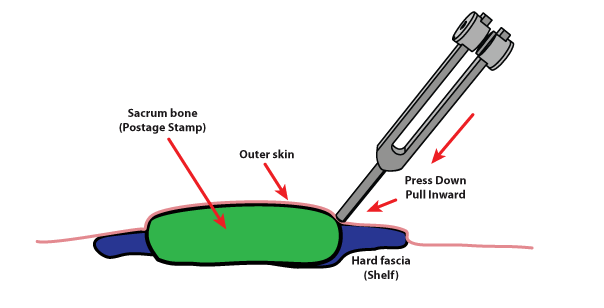 Sacrum bone
(Postage Stamp)
Outer skin
Press Down
Pull Inward
Hard fascia
(Shelf)